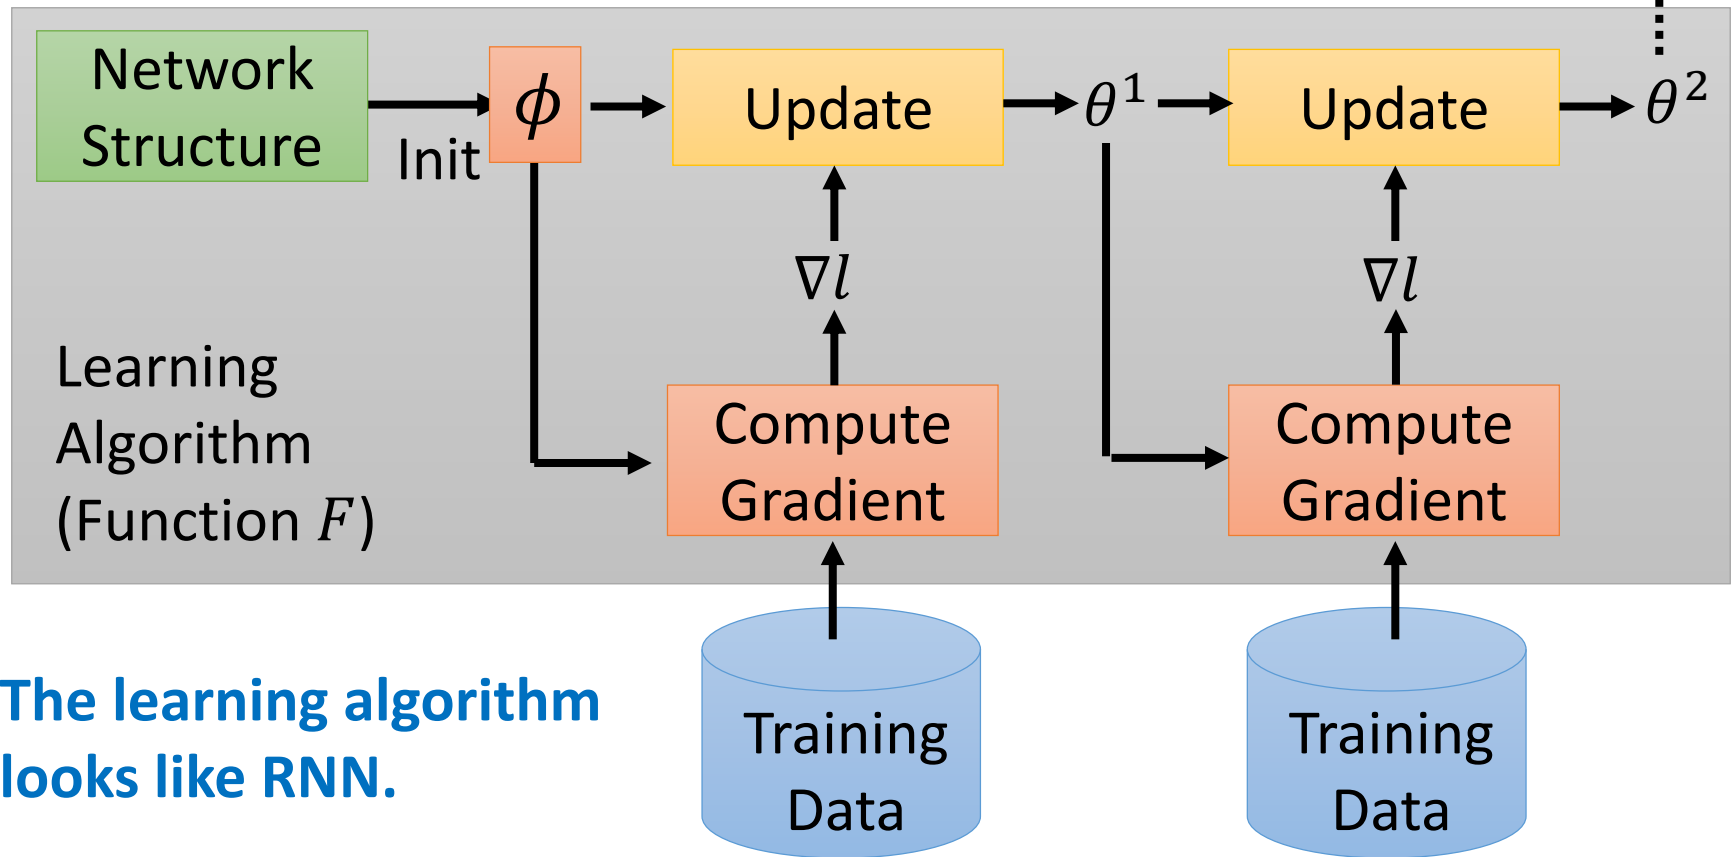 Network
Structure
Init
ϕ
Update
θ¹
Update
θ²
∇l
∇l
Learning
Algorithm
(Function F)
Compute
Gradient
Compute
Gradient
The learning algorithm
looks like RNN.
Training
Data
Training
Data